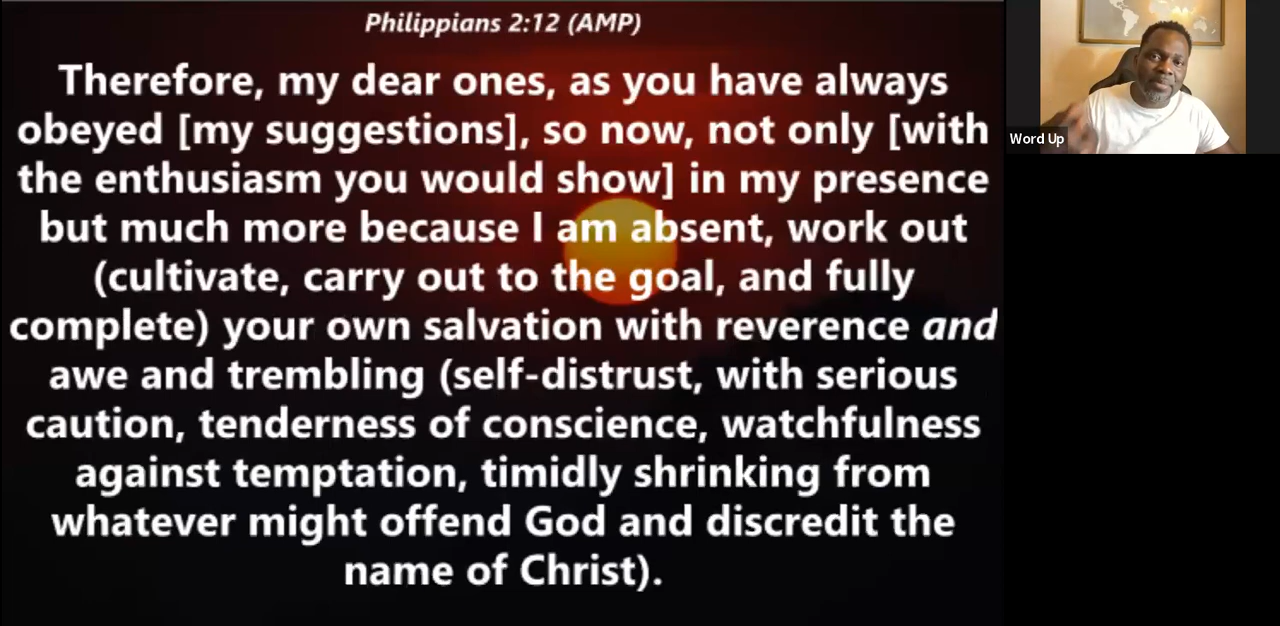 Philippians 2:12 (AMP)
Therefore, my dear ones, as you have always
obeyed [my suggestions], so now, not only [with
the enthusiasm you would show] in my presence
but much more because I am absent, work out
(cultivate, carry out to the goal, and fully
complete) your own salvation with reverence and
awe and trembling (self-distrust, with serious
caution, tenderness of conscience, watchfulness
against temptation, timidly shrinking from
whatever might offend God and discredit the
name of Christ).
Word Up